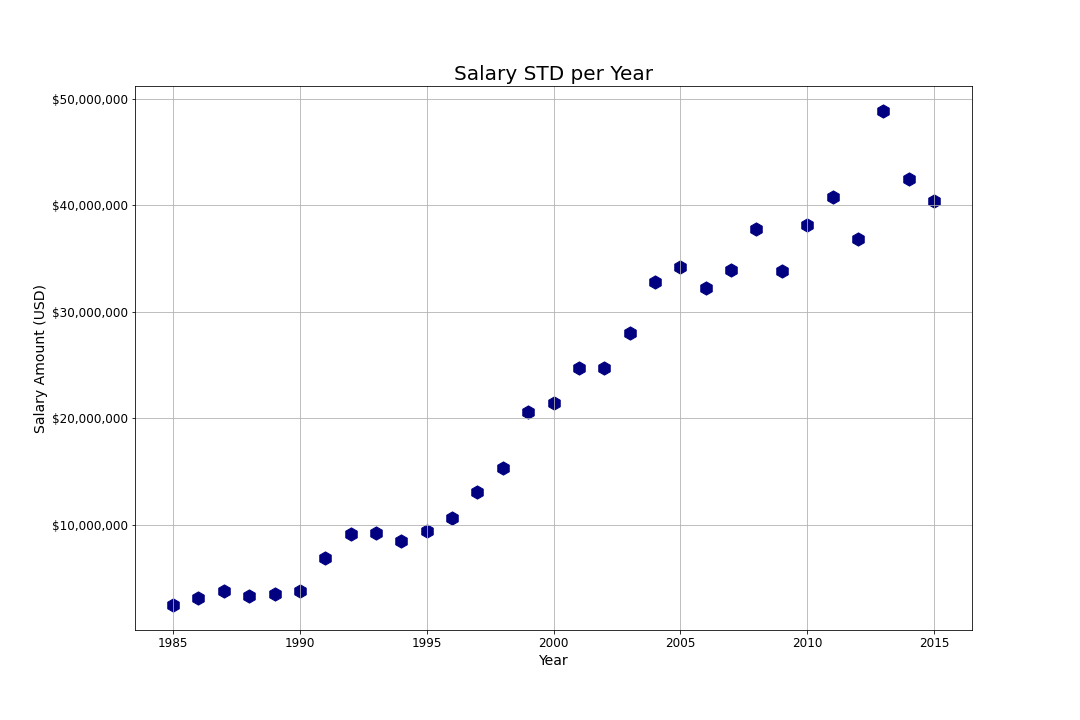 Salary STD per Year
Salary Amount (USD)
$50,000,000
$40,000,000
$30,000,000
$20,000,000
$10,000,000
1985 1990 1995 2000 2005 2010 2015
Year